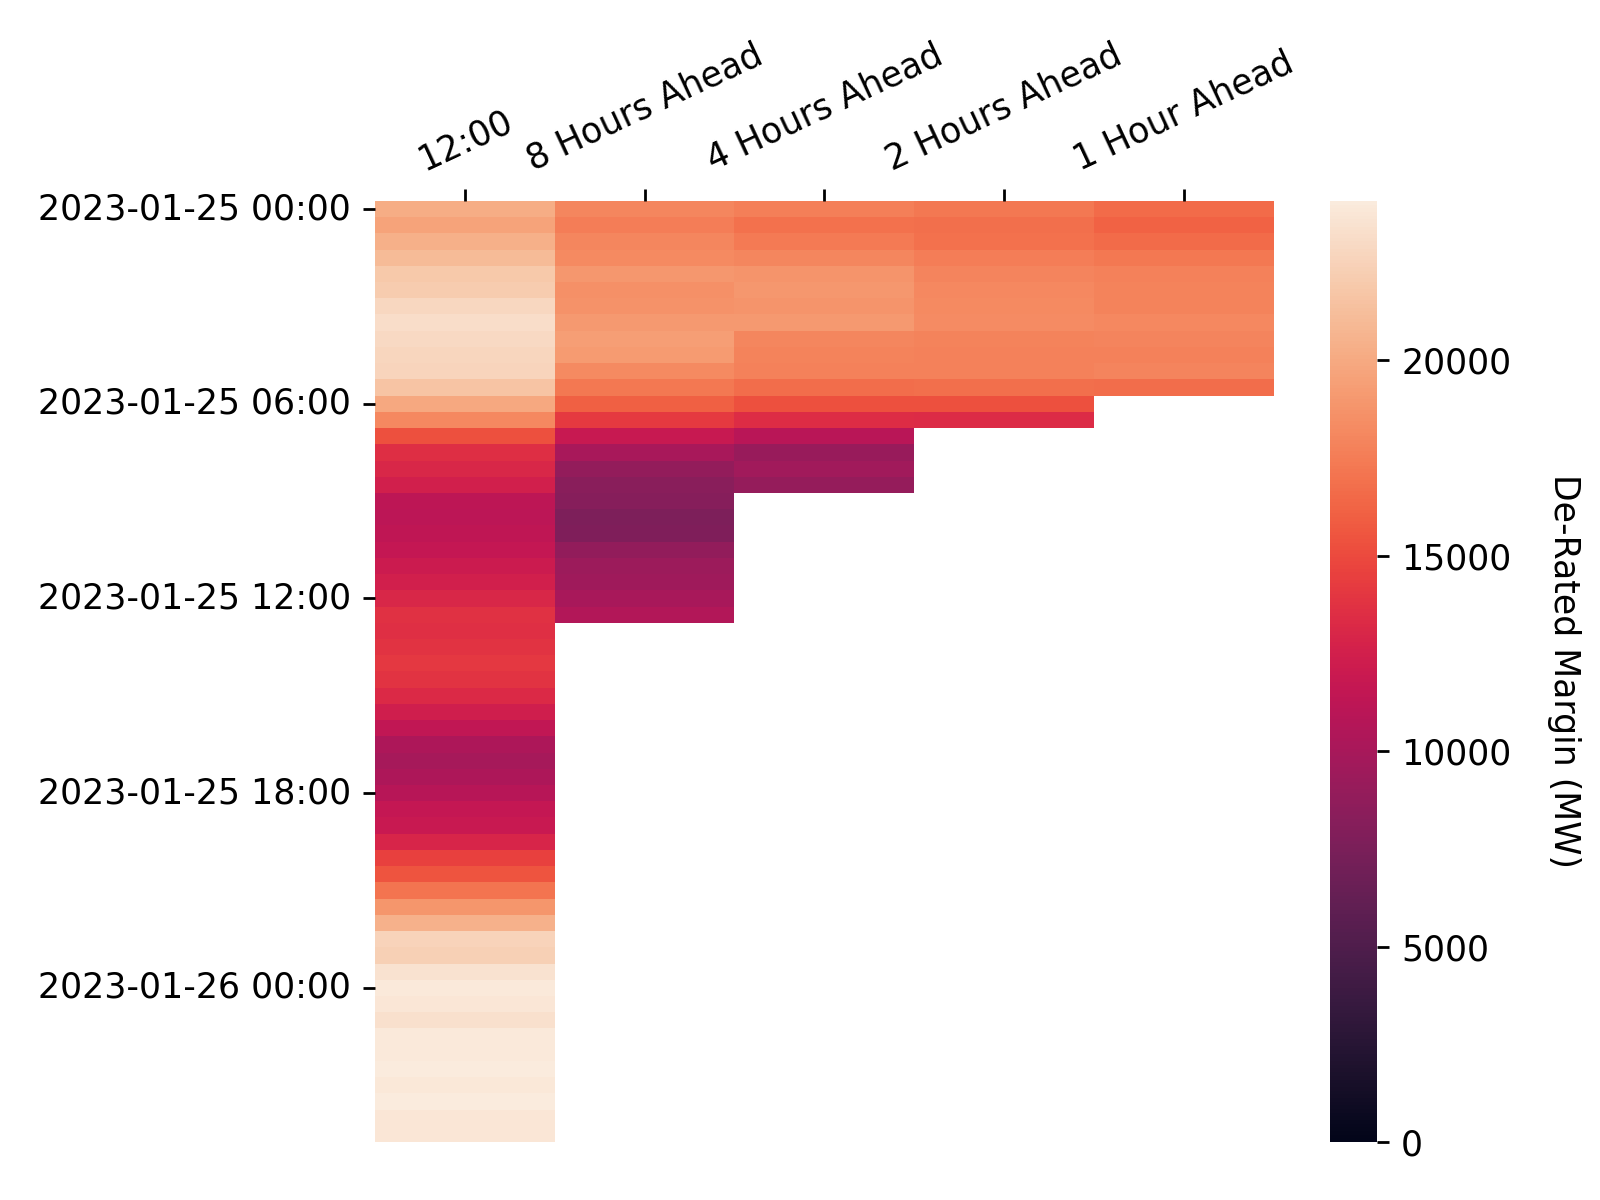 12:00
8 Hours Ahead
4 Hours Ahead
2 Hours Ahead
1 Hour Ahead
2023-01-25 00:00
2023-01-25 06:00
2023-01-25 12:00
2023-01-25 18:00
2023-01-26 00:00
20000
15000
10000
5000
0
De-Rated Margin (MW)